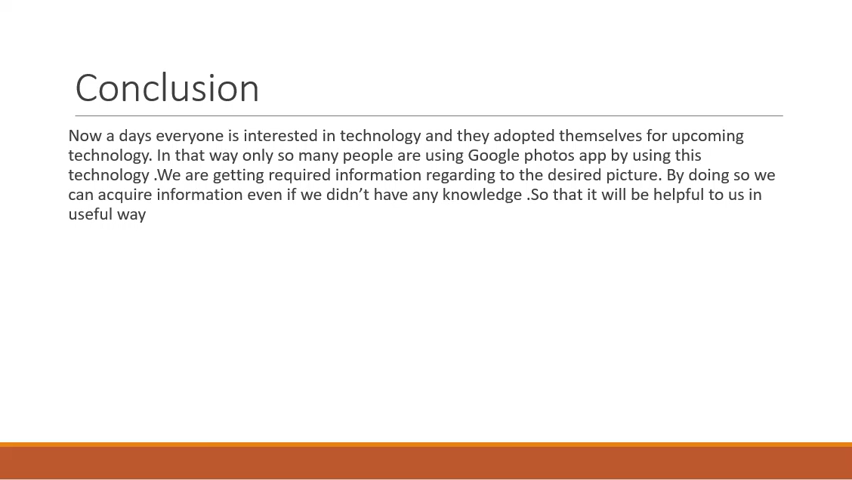 Conclusion
Now a days everyone is interested in technology and they adopted themselves for upcoming
technology. In that way only so many people are using Google photos app by using this
technology .We are getting required information regarding to the desired picture. By doing so we
can acquire information even if we didn’t have any knowledge .So that it will be helpful to us in
useful way